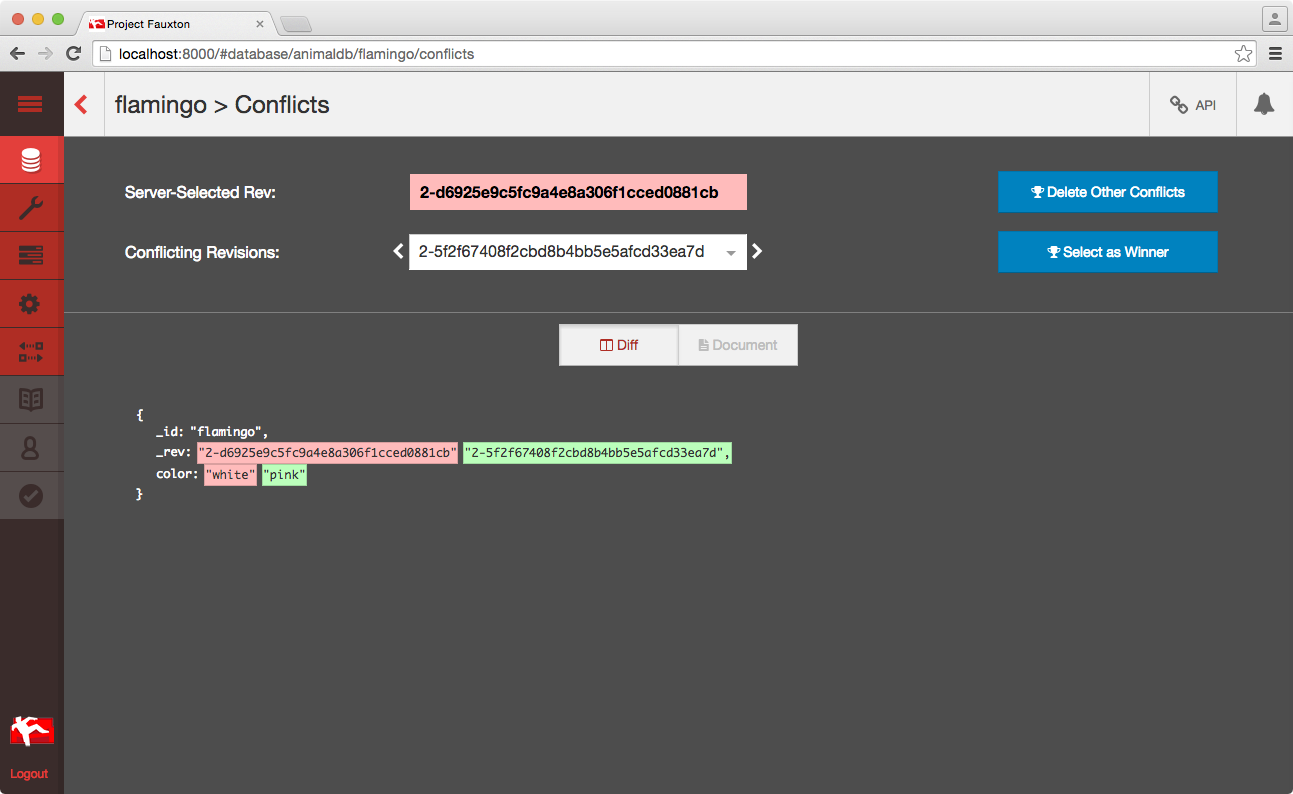 Project Fauxton
localhost:8000/#database/animaldb/flamingo/conflicts
flamingo > Conflicts
API
Server-Selected Rev:
2-d6925e9c5fc9a4e8a306f1cced0881cb
Delete Other Conflicts
Conflicting Revisions:
2-5f2f67408f2cbd8b4bb5e5afcd33ea7d
Select as Winner
Diff
Document
{
_id: "flamingo",
_rev: "2-d6925e9c5fc9a4e8a306f1cced0881cb" "2-5f2f67408f2cbd8b4bb5e5afcd33ea7d",
color: "white" "pink"
}
Logout